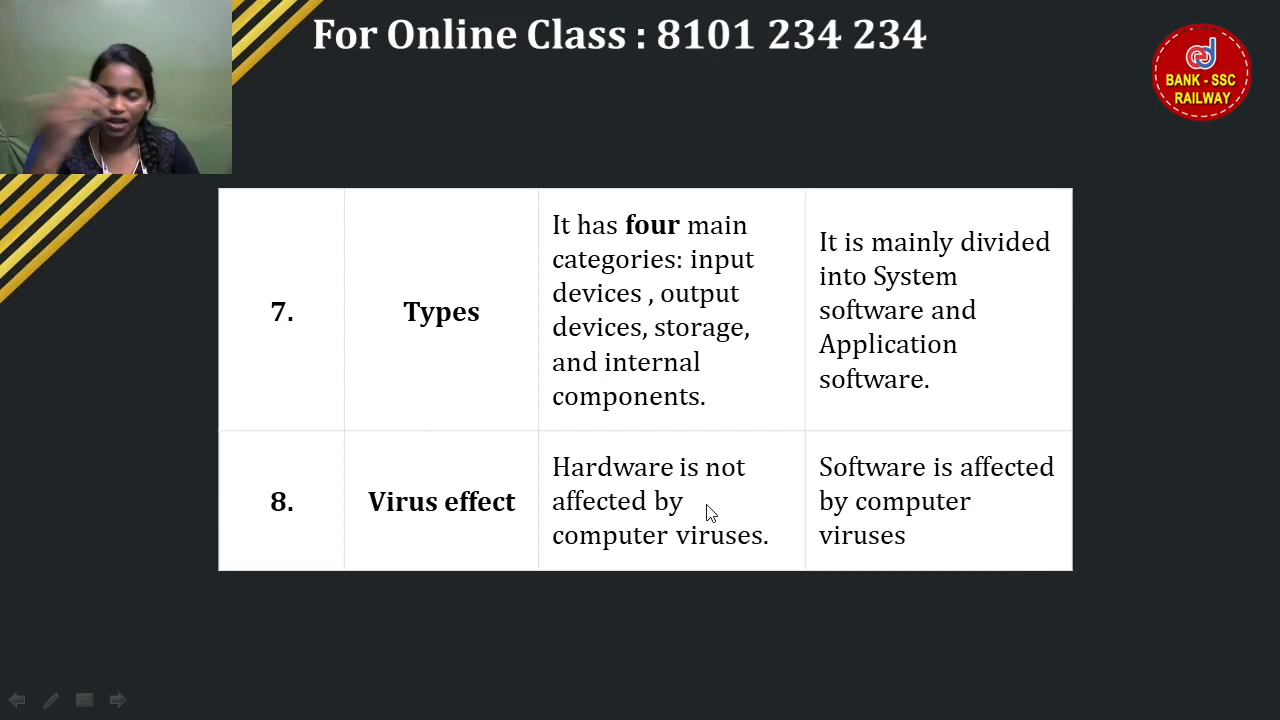 For Online Class : 8101 234 234
BANK - SSC
RAILWAY
7.
Types
It has four main
categories: input
devices , output
devices, storage,
and internal
components.
It is mainly divided
into System
software and
Application
software.
8.
Virus effect
Hardware is not
affected by
computer viruses.
Software is affected
by computer
viruses